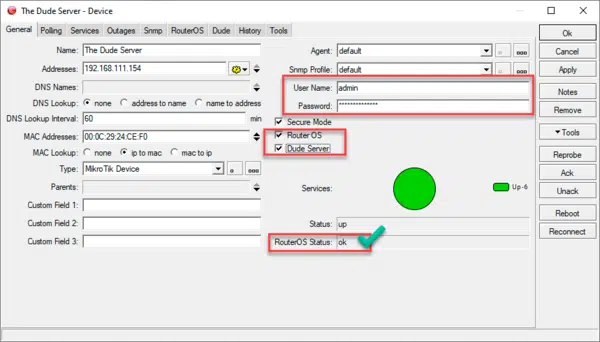 The Dude Server - Device
General Polling Services Outages Snmp RouterOS Dude History Tools
Name: The Dude Server
Addresses: 192.168.111.154
DNS Names:
DNS Lookup: none address to name name to address
DNS Lookup Interval: 60 min
MAC Addresses: 00:0C:29:24:CE:F0
MAC Lookup: none ip to mac mac to ip
Type: MikroTik Device
Parents:
Custom Field 1:
Custom Field 2:
Custom Field 3:
Agent: default
Snmp Profile: default
User Name: admin
Password: **************
Secure Mode
Router OS
Dude Server
Services: Up-6
Status: up
RouterOS Status: ok
Ok
Cancel
Apply
Notes
Remove
Tools
Reprobe
Ack
Unack
Reboot
Reconnect